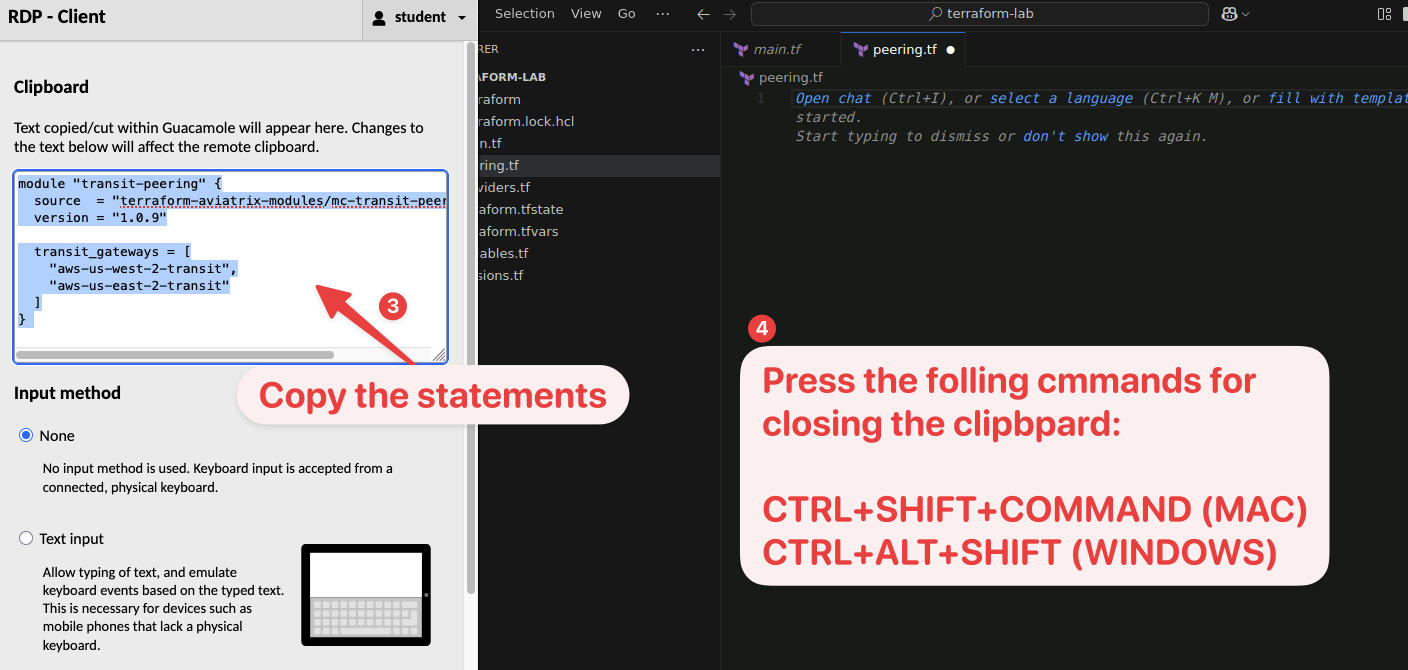 RDP - Client
student
Clipboard
Text copied/cut within Guacamole will appear here. Changes to
the text below will affect the remote clipboard.
module "transit-peering" {
source  = "terraform-aviatrix-modules/mc-transit-peer
version = "1.0.9"
transit_gateways = [
"aws-us-west-2-transit",
"aws-us-east-2-transit"
]
}
3
Copy the statements
Input method
None
No input method is used. Keyboard input is accepted from a
connected, physical keyboard.
Text input
Allow typing of text, and emulate
keyboard events based on the typed text.
This is necessary for devices such as
mobile phones that lack a physical
keyboard.
Selection View Go ···
terraform-lab
RER ···
AFORM-LAB
raform
raform.lock.hcl
n.tf
ring.tf
viders.tf
raform.tfstate
raform.tfvars
ables.tf
sions.tf
main.tf
peering.tf
peering.tf
1 Open chat (Ctrl+I), or select a language (Ctrl+K M), or fill with templat
started.
Start typing to dismiss or don't show this again.
4
Press the folling cmmands for
closing the clipbpard:
CTRL+SHIFT+COMMAND (MAC)
CTRL+ALT+SHIFT (WINDOWS)